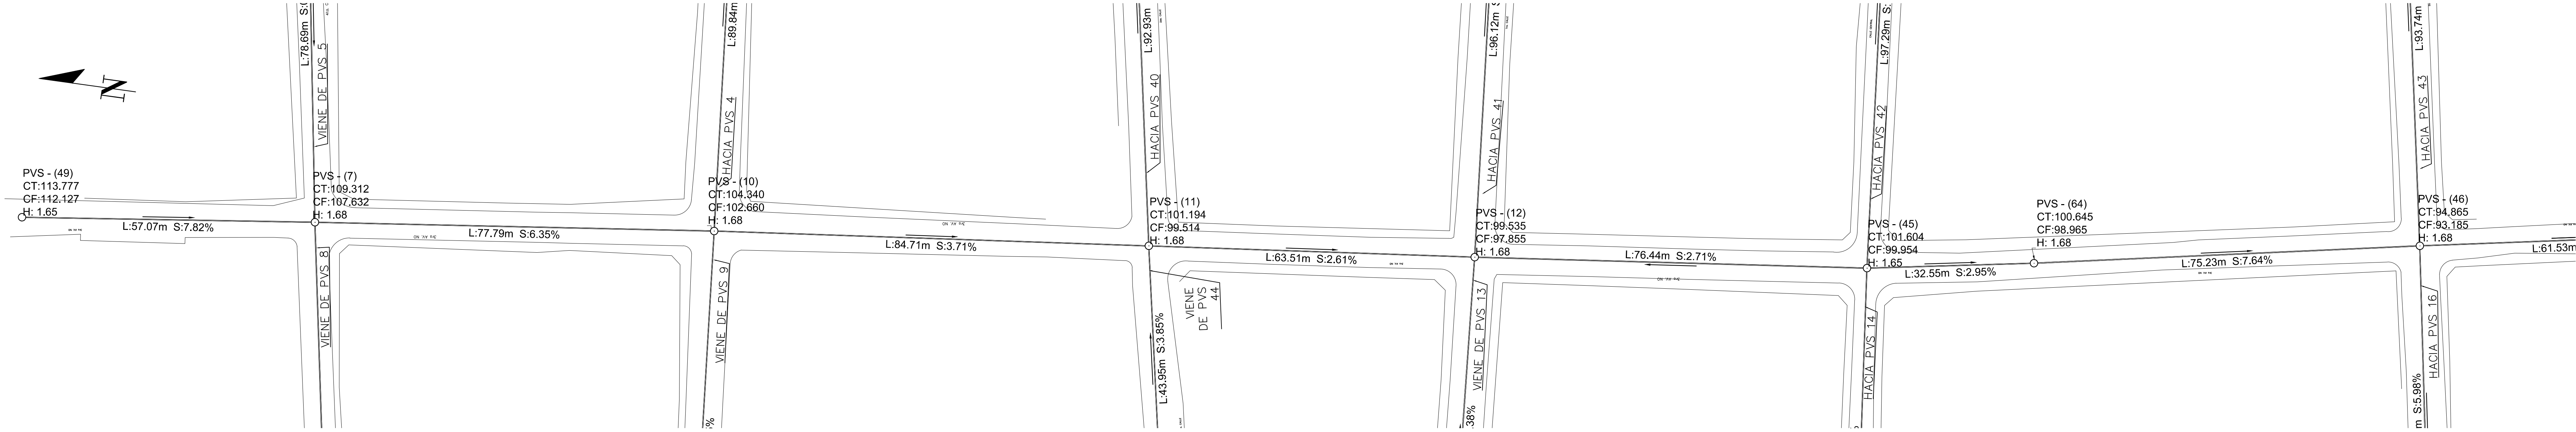 L:78.69m S:
VIENE DE PVS 5
L:89.84m
HACIA PVS 4
L:92.93m
HACIA PVS 40
L:96.12m S
HACIA PVS 41
L:97.29m S:
HACIA PVS 42
L:93.74m
HACIA PVS 43
N
PVS - (49)
CT:113.777
CF:112.127
H: 1.65
L:57.07m S:7.82%
PVS - (7)
CT:109.312
CF:107.632
H: 1.68
VIENE DE PVS 8
L:77.79m S:6.35%
PVS - (10)
CT:104.340
CF:102.660
H: 1.68
VIENE DE PVS 9
L:84.71m S:3.71%
PVS - (11)
CT:101.194
CF:99.514
H: 1.68
L:43.95m S:3.85%
VIENE
DE PVS
44
L:63.51m S:2.61%
PVS - (12)
CT:99.535
CF:97.855
H: 1.68
VIENE DE PVS 13
.38%
L:76.44m S:2.71%
PVS - (45)
CT:101.604
CF:99.954
H: 1.65
HACIA PVS 14
L:32.55m S:2.95%
PVS - (64)
CT:100.645
CF:98.965
H: 1.68
L:75.23m S:7.64%
PVS - (46)
CT:94.865
CF:93.185
H: 1.68
HACIA PVS 16
m S:5.98%
L:61.53m